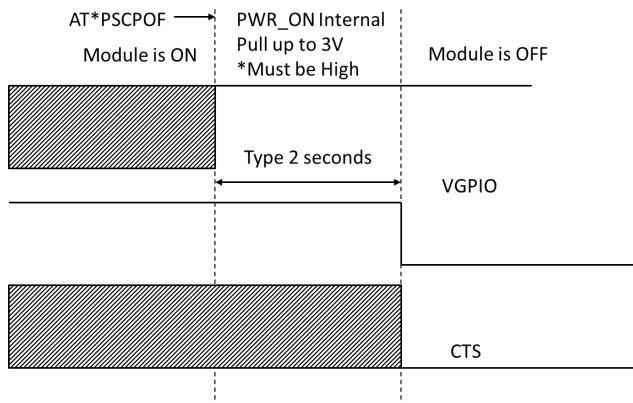 AT*PSCPOF
Module is ON
PWR_ON Internal
Pull up to 3V
*Must be High
Module is OFF
Type 2 seconds
VGPIO
CTS